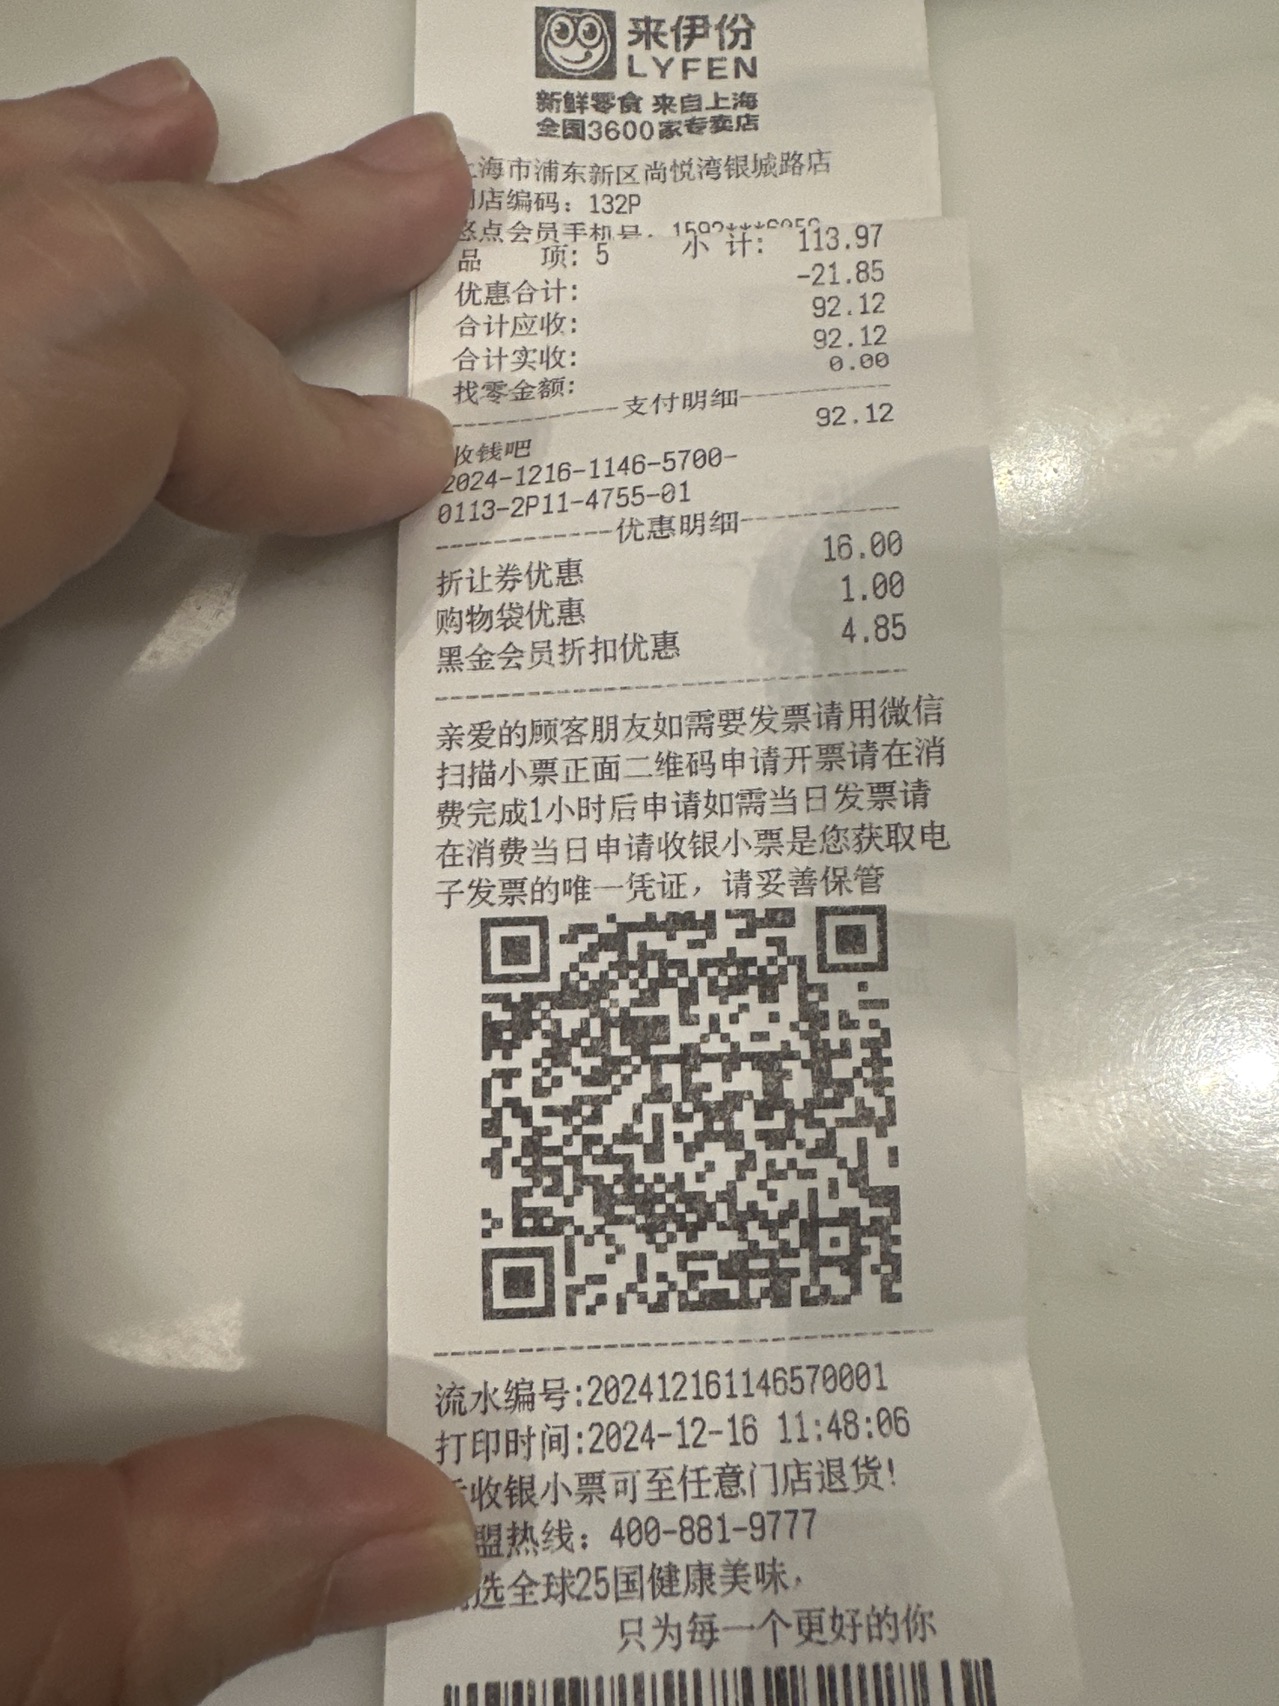 来伊份
LYFEN
新鲜零食 来自上海
全国3600家专卖店
海市浦东新区尚悦湾银城路店
店编码：132P
点会员手机号：
品 项：5 小 计： 113.97
优惠合计： -21.85
合计应收： 92.12
合计实收： 92.12
找零金额： 0.00
支付明细
收钱吧 92.12
2024-1216-1146-5700-
0113-2P11-4755-01
优惠明细
折让券优惠 16.00
购物袋优惠 1.00
黑金会员折扣优惠 4.85
亲爱的顾客朋友如需要发票请用微信
扫描小票正面二维码申请开票请在消
费完成1小时后申请如需当日发票请
在消费当日申请收银小票是您获取电
子发票的唯一凭证，请妥善保管
流水编号:202412161146570001
打印时间:2024-12-16 11:48:06
收银小票可至任意门店退货！
盟热线：400-881-9777
选全球25国健康美味，
只为每一个更好的你